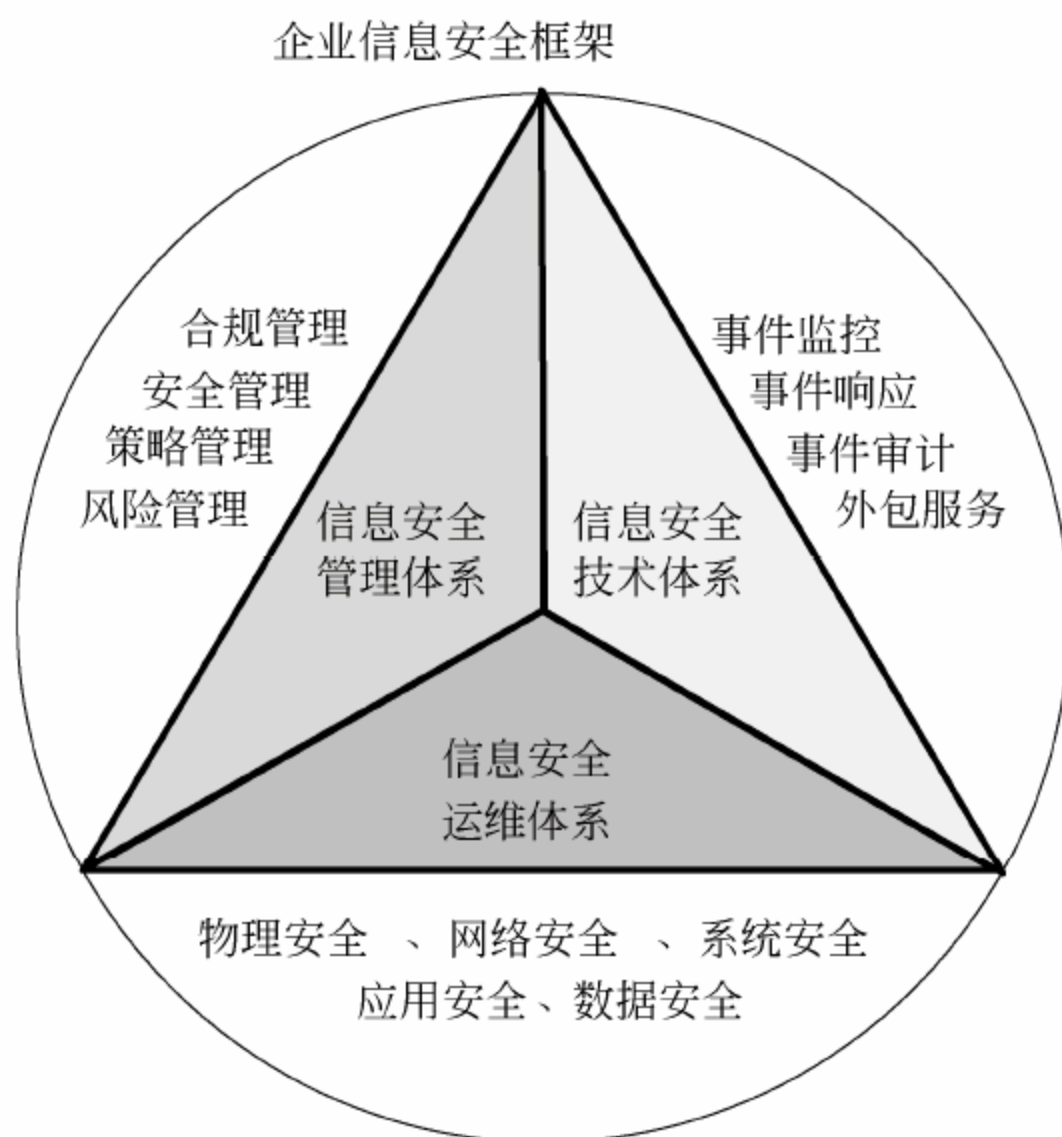 企业信息安全框架
合规管理
安全管理
策略管理
风险管理
事件监控
事件响应
事件审计
外包服务
信息安全
管理体系
信息安全
技术体系
信息安全
运维体系
物理安全 、网络安全 、系统安全
应用安全、数据安全